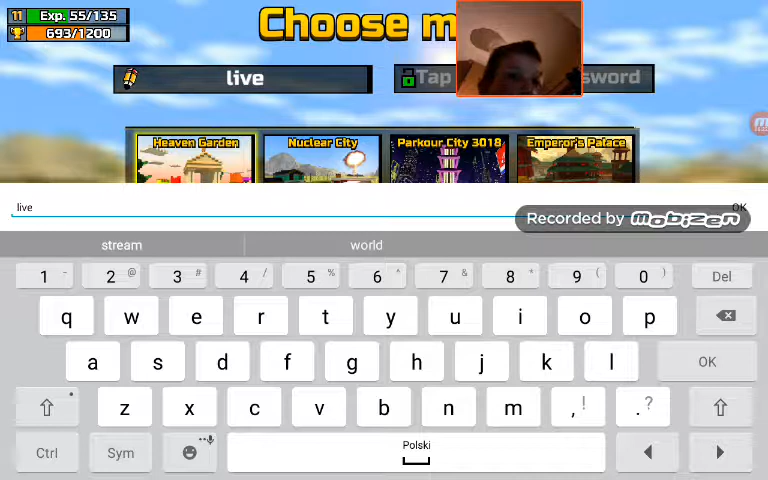 11 Exp. 55/135
693/1200
Choose m
live
Tap
sword
Heaven Garden
Nuclear City
Parkour City 3018
Emperor's Palace
live
OK
Recorded by Mobizen
stream world
1 - 2 @ 3 # 4 / 5 % 6 ^ 7 & 8 * 9 ( 0 ) Del
q w e r t y u i o p
a s d f g h j k l OK
z x c v b n m , ! . ?
Ctrl Sym Polski